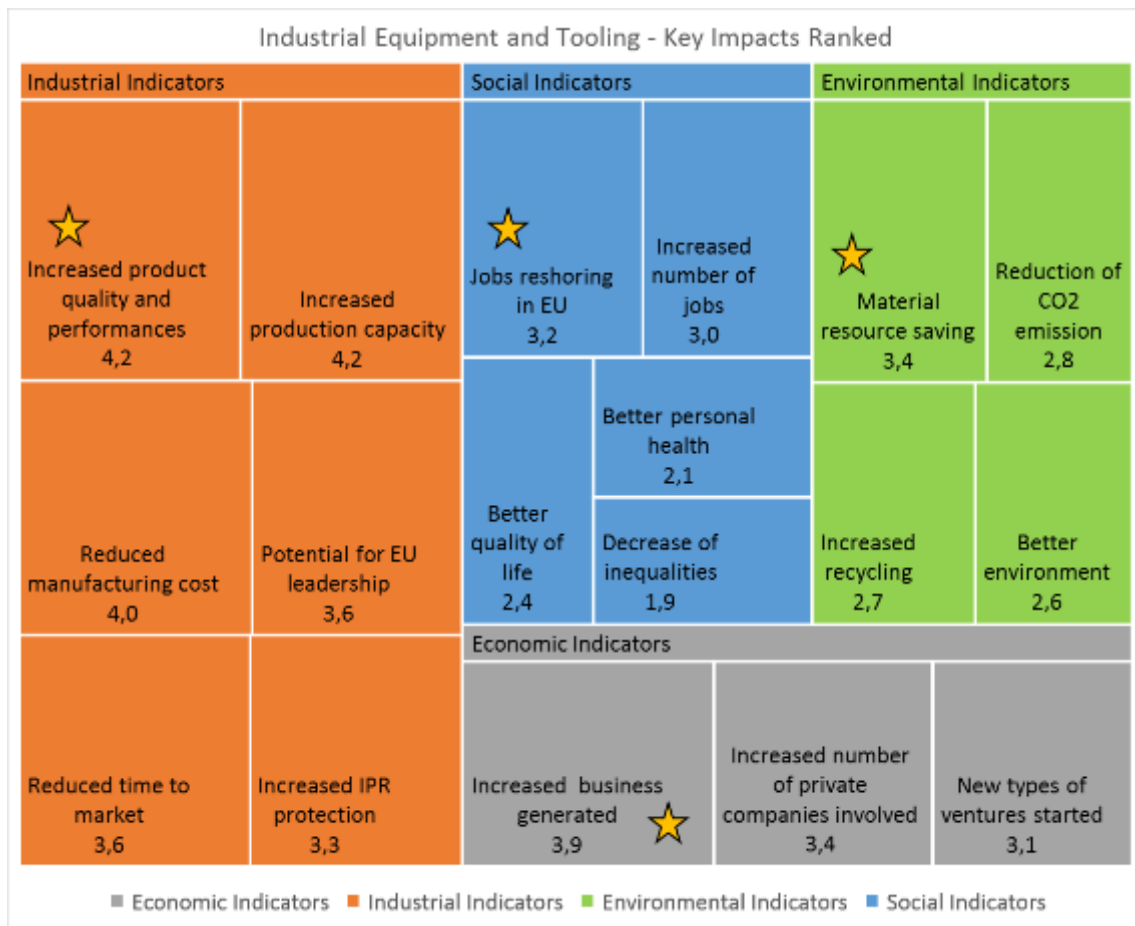 Industrial Equipment and Tooling - Key Impacts Ranked
Industrial Indicators
Increased product
quality and
performances
4,2
Increased
production capacity
4,2
Reduced
manufacturing cost
4,0
Potential for EU
leadership
3,6
Reduced time to
market
3,6
Increased IPR
protection
3,3
Social Indicators
Jobs reshoring
in EU
3,2
Increased
number of
jobs
3,0
Better
quality of
life
2,4
Better personal
health
2,1
Decrease of
inequalities
1,9
Environmental Indicators
Material
resource saving
3,4
Reduction of
CO2
emission
2,8
Increased
recycling
2,7
Better
environment
2,6
Economic Indicators
Increased business
generated
3,9
Increased number
of private
companies involved
3,4
New types of
ventures started
3,1
Economic Indicators
Industrial Indicators
Environmental Indicators
Social Indicators